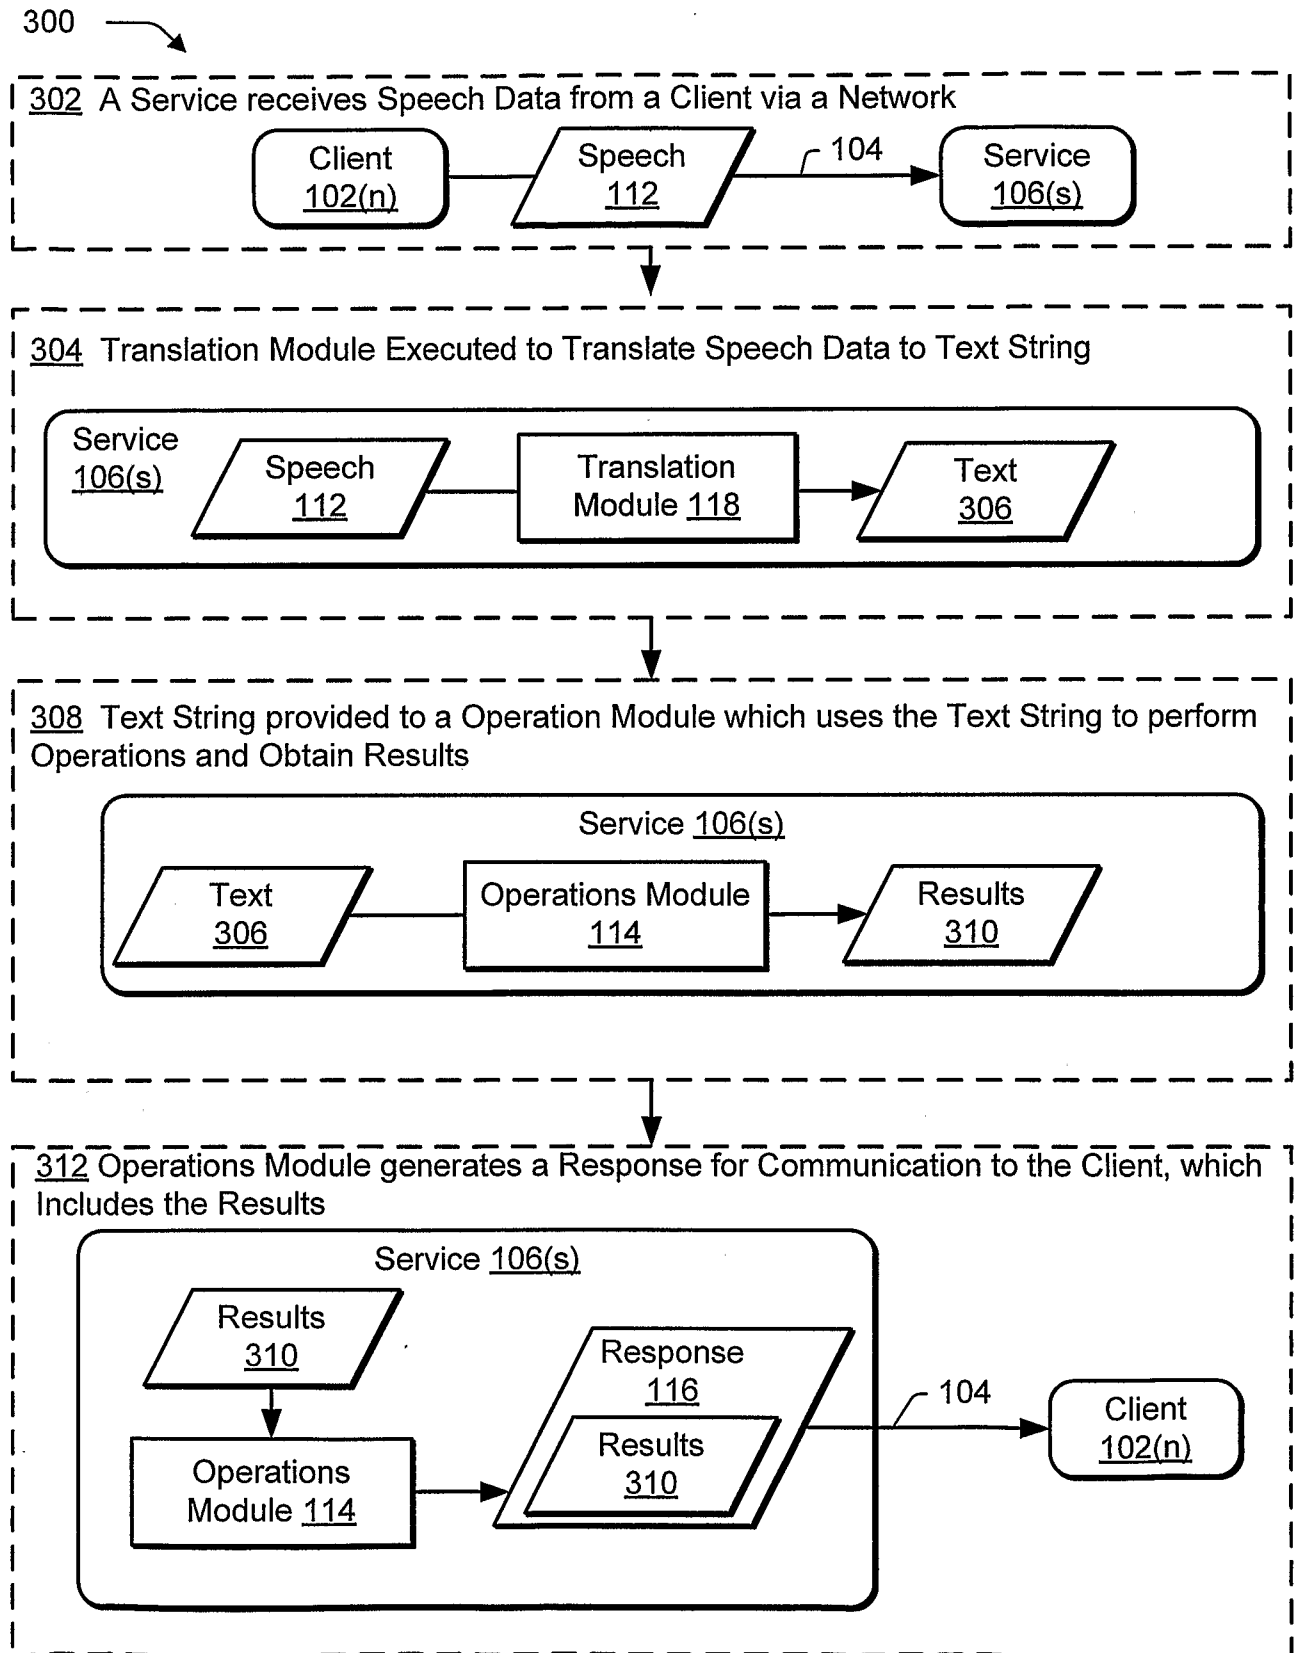 300
302 A Service receives Speech Data from a Client via a Network
Client
102(n)
Speech
112
104
Service
106(s)
304 Translation Module Executed to Translate Speech Data to Text String
Service
106(s)
Speech
112
Translation
Module 118
Text
306
308 Text String provided to a Operation Module which uses the Text String to perform
Operations and Obtain Results
Service 106(s)
Text
306
Operations Module
114
Results
310
312 Operations Module generates a Response for Communication to the Client, which
Includes the Results
Service 106(s)
Results
310
Operations
Module 114
Response
116
Results
310
104
Client
102(n)